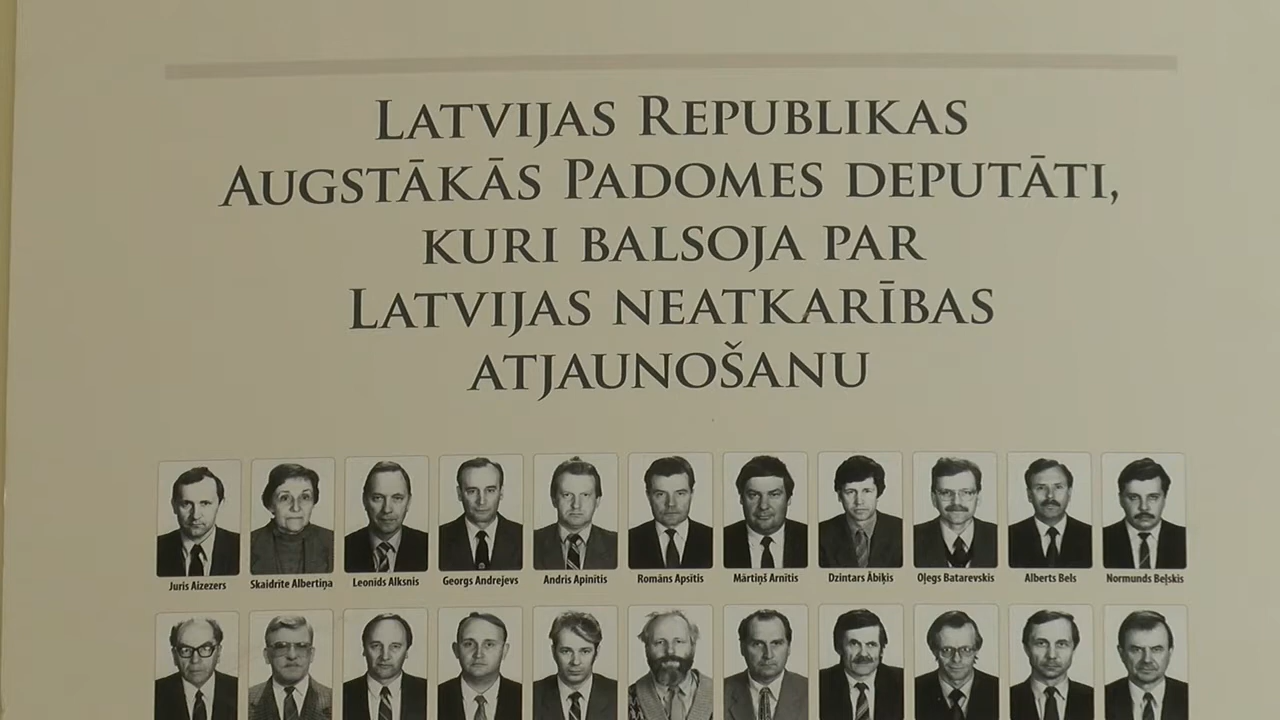 LATVIJAS REPUBLIKAS
AUGSTĀKĀS PADOMES DEPUTĀTI,
KURI BALSOJA PAR
LATVIJAS NEATKARĪBAS
ATJAUNOŠANU
Juris Aizezers Skaidrīte Albertiņa Leonīds Alksnis Georgs Andrejevs Andris Apinītis Romāns Apsītis Mārtiņš Arnītis Dzintars Ābiķis Oļegs Batarevskis Alberts Bels Normunds Beļskis